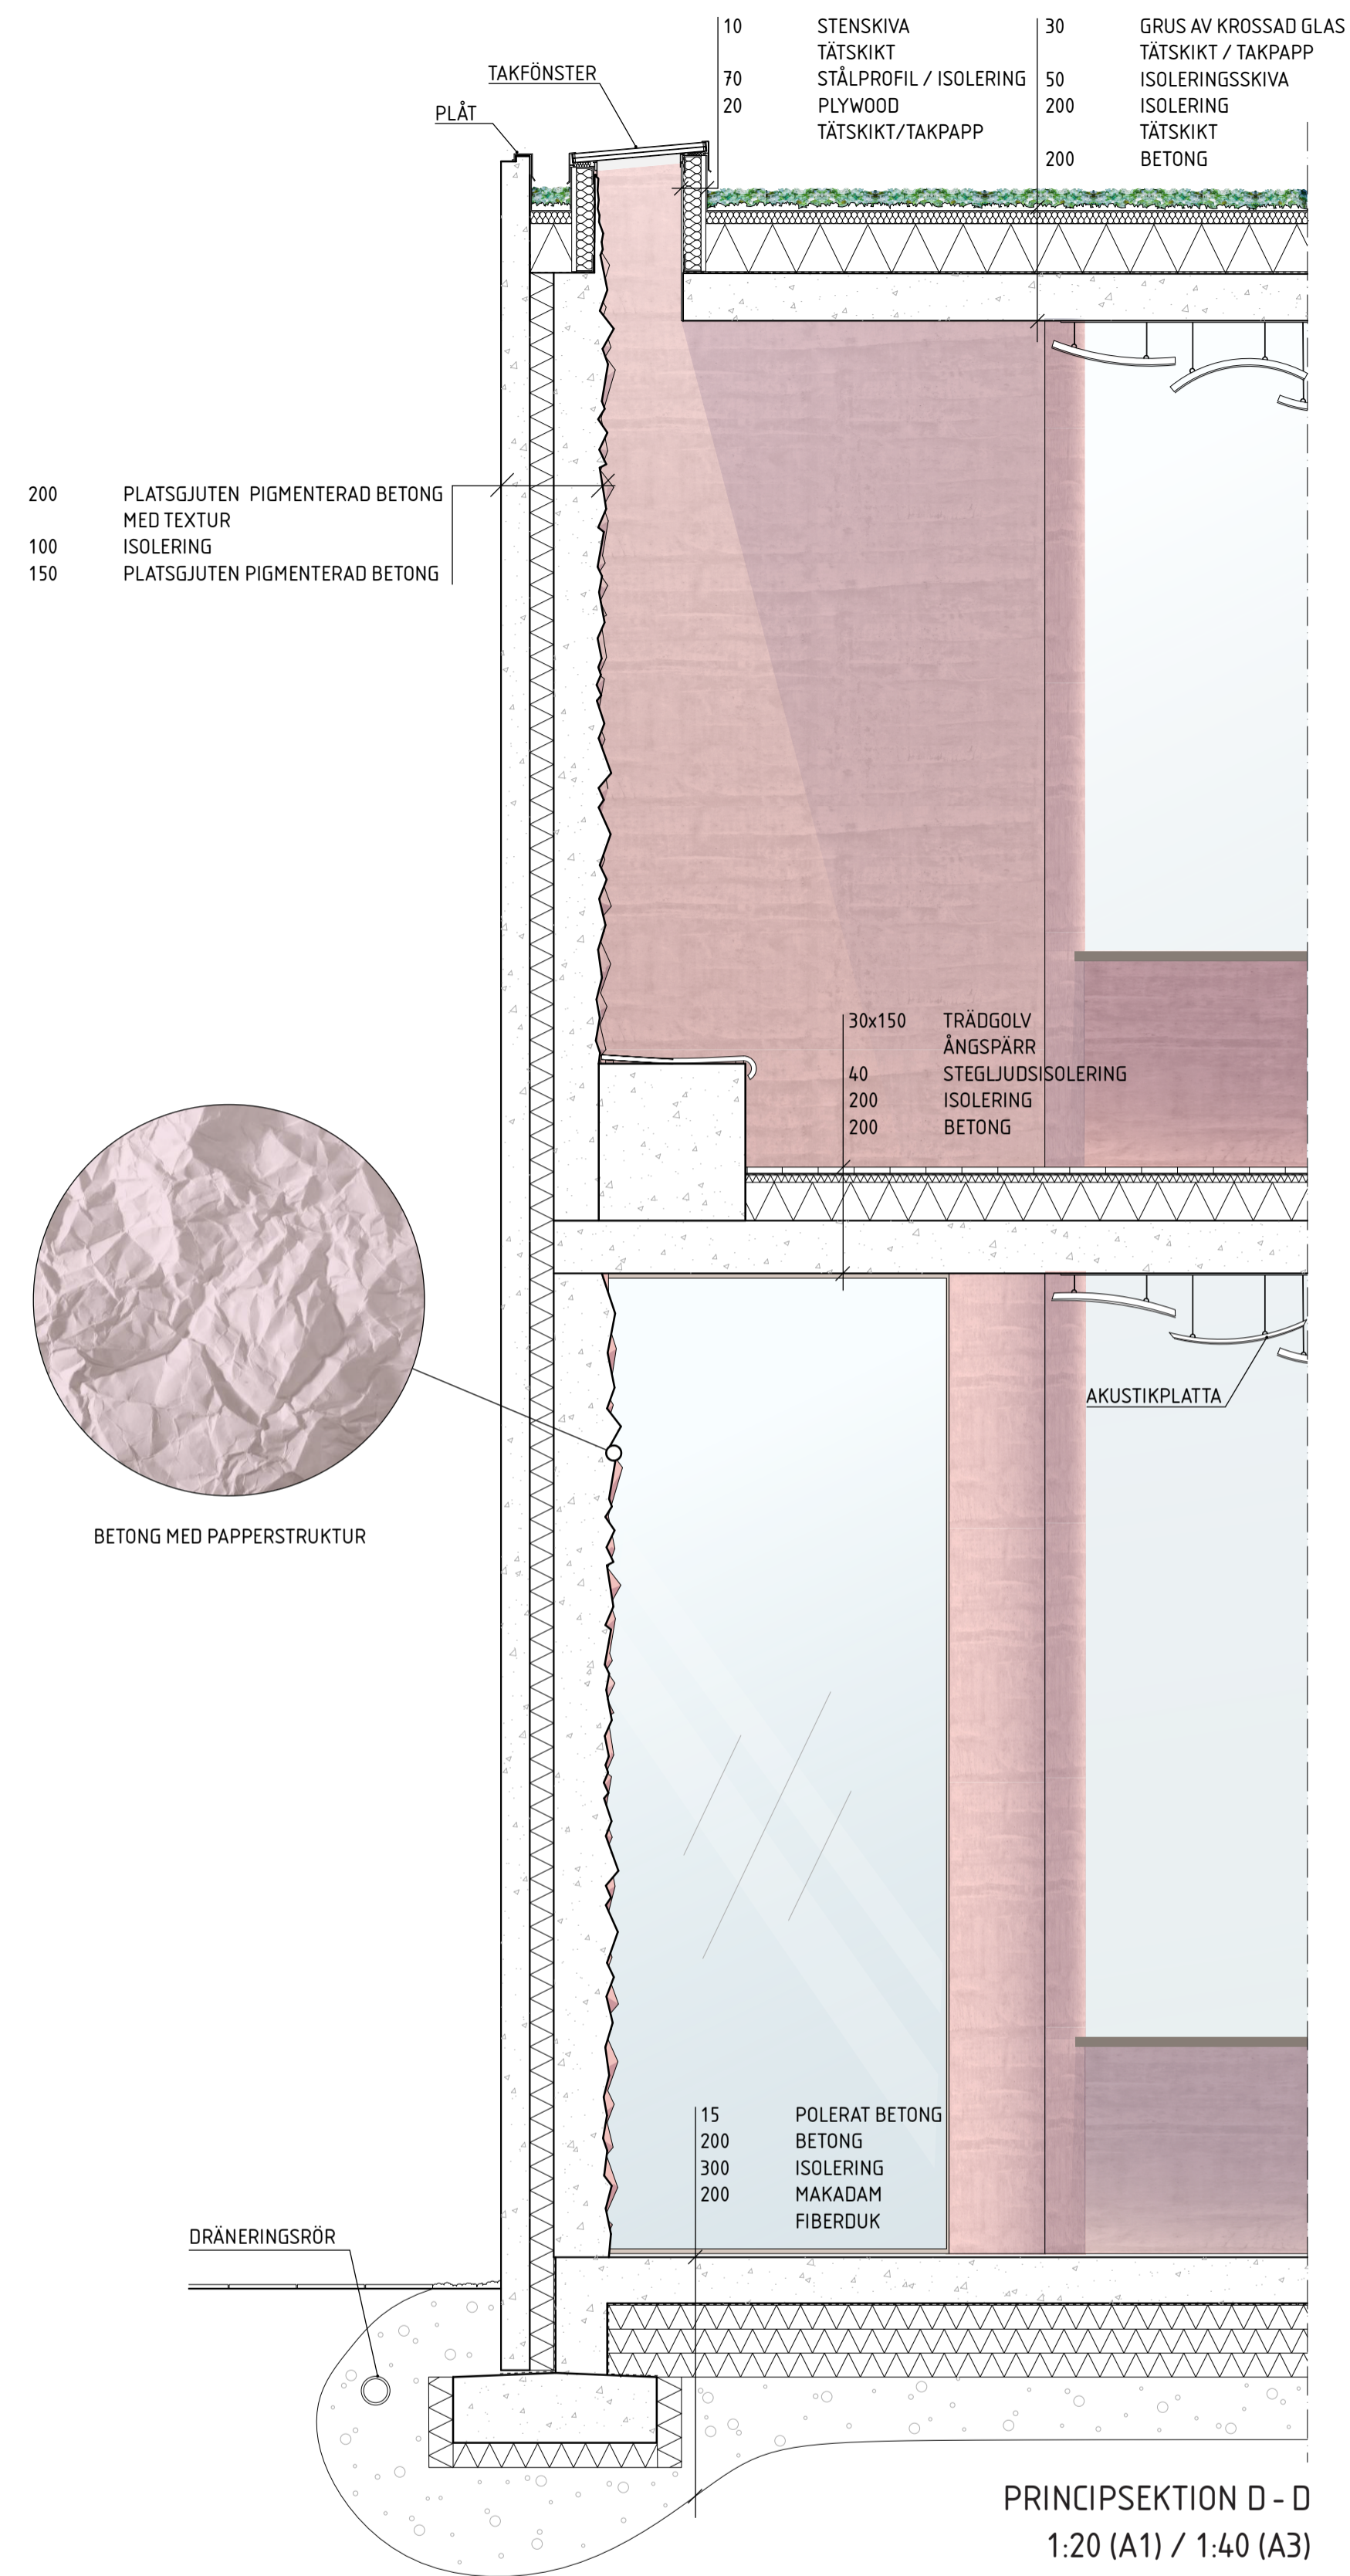 10 STENSKIVA
TÄTSKIKT
70 STÅLPROFIL / ISOLERING
20 PLYWOOD
TÄTSKIKT/TAKPAPP
30 GRUS AV KROSSAD GLAS
TÄTSKIKT / TAKPAPP
50 ISOLERINGSSKIVA
200 ISOLERING
TÄTSKIKT
200 BETONG
TAKFÖNSTER
PLÅT
200 PLATSGJUTEN PIGMENTERAD BETONG
MED TEXTUR
100 ISOLERING
150 PLATSGJUTEN PIGMENTERAD BETONG
30x150 TRÄDGOLV
ÅNGSPÄRR
40 STEGLJUDSISOLERING
200 ISOLERING
200 BETONG
AKUSTIKPLATTA
BETONG MED PAPPERSTRUKTUR
15 POLERAT BETONG
200 BETONG
300 ISOLERING
200 MAKADAM
FIBERDUK
DRÄNERINGSRÖR
PRINCIPSEKTION D - D
1:20 (A1) / 1:40 (A3)